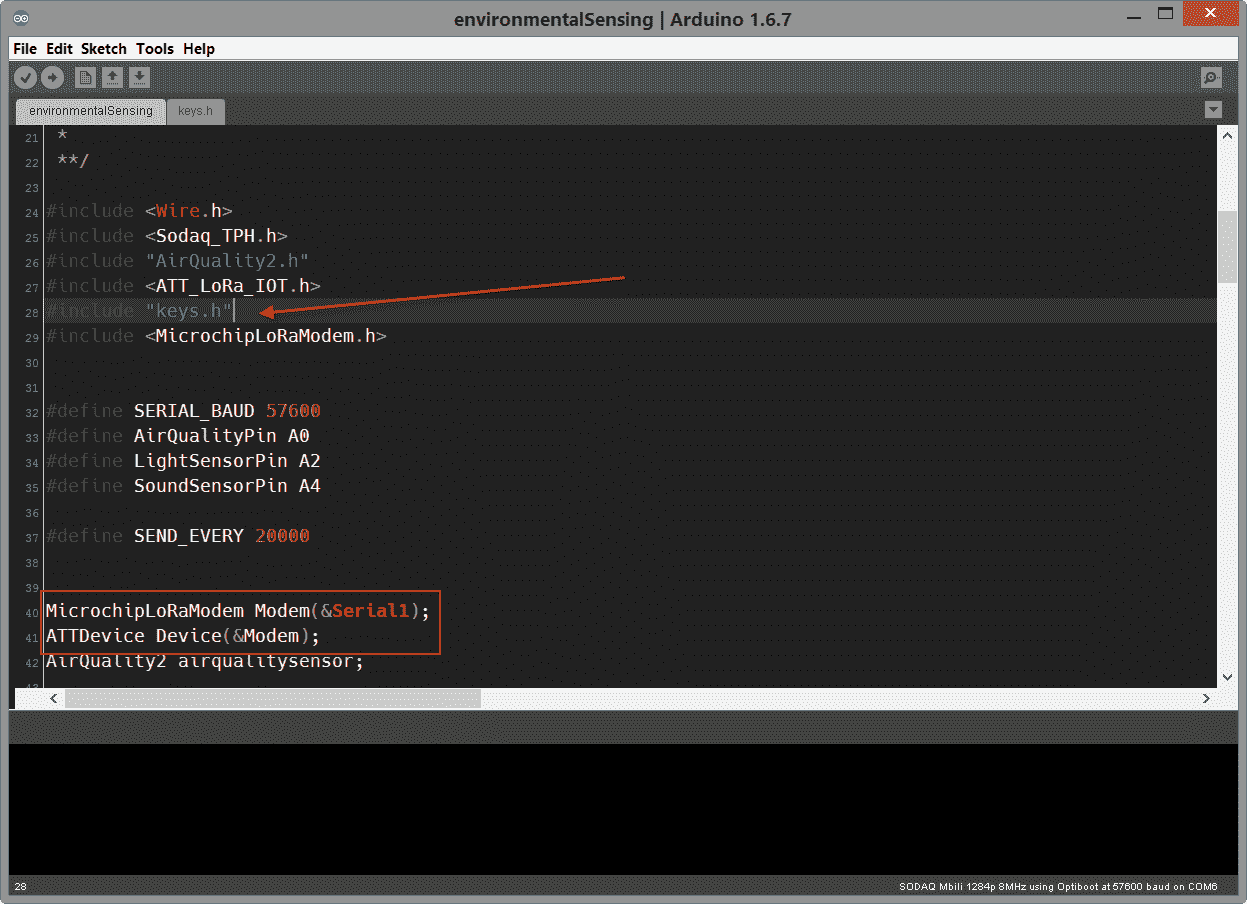 environmentalSensing | Arduino 1.6.7
File Edit Sketch Tools Help
environmentalSensing keys.h
21 *
22 **/
23
24 #include <Wire.h>
25 #include <Sodaq_TPH.h>
26 #include "AirQuality2.h"
27 #include <ATT_LoRa_IOT.h>
28 #include "keys.h"
29 #include <MicrochipLoRaModem.h>
30
31
32 #define SERIAL_BAUD 57600
33 #define AirQualityPin A0
34 #define LightSensorPin A2
35 #define SoundSensorPin A4
36
37 #define SEND_EVERY 20000
38
39
40 MicrochipLoRaModem Modem(&Serial1);
41 ATTDevice Device(&Modem);
42 AirQuality2 airqualitysensor;
43
28 SODAQ Mbili 1284p 8MHz using Optiboot at 57600 baud on COM6